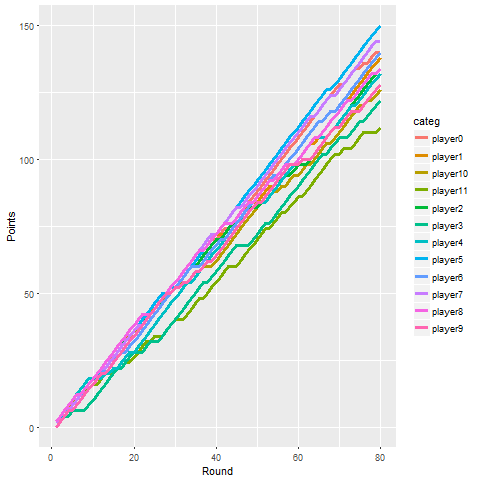 150
100
50
0
Points
0
20
40
60
80
Round
categ
player0
player1
player10
player11
player2
player3
player4
player5
player6
player7
player8
player9